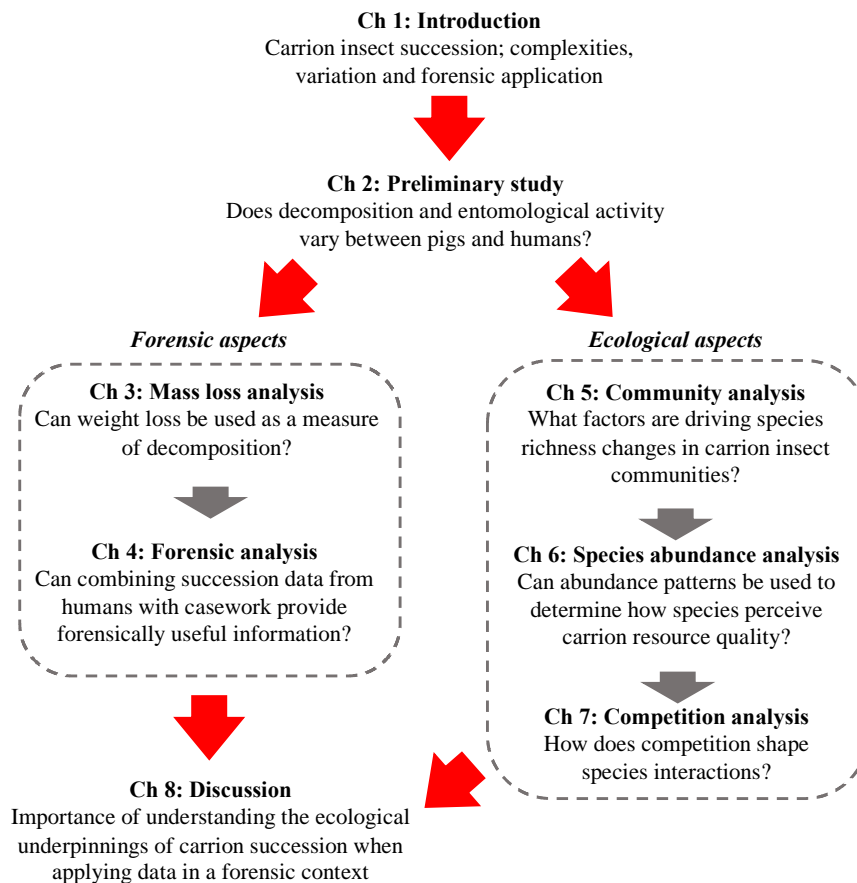 Ch 1: Introduction
Carrion insect succession; complexities,
variation and forensic application
Ch 2: Preliminary study
Does decomposition and entomological activity
vary between pigs and humans?
Forensic aspects
Ch 3: Mass loss analysis
Can weight loss be used as a measure
of decomposition?
Ch 4: Forensic analysis
Can combining succession data from
humans with casework provide
forensically useful information?
Ecological aspects
Ch 5: Community analysis
What factors are driving species
richness changes in carrion insect
communities?
Ch 6: Species abundance analysis
Can abundance patterns be used to
determine how species perceive
carrion resource quality?
Ch 7: Competition analysis
How does competition shape
species interactions?
Ch 8: Discussion
Importance of understanding the ecological
underpinnings of carrion succession when
applying data in a forensic context